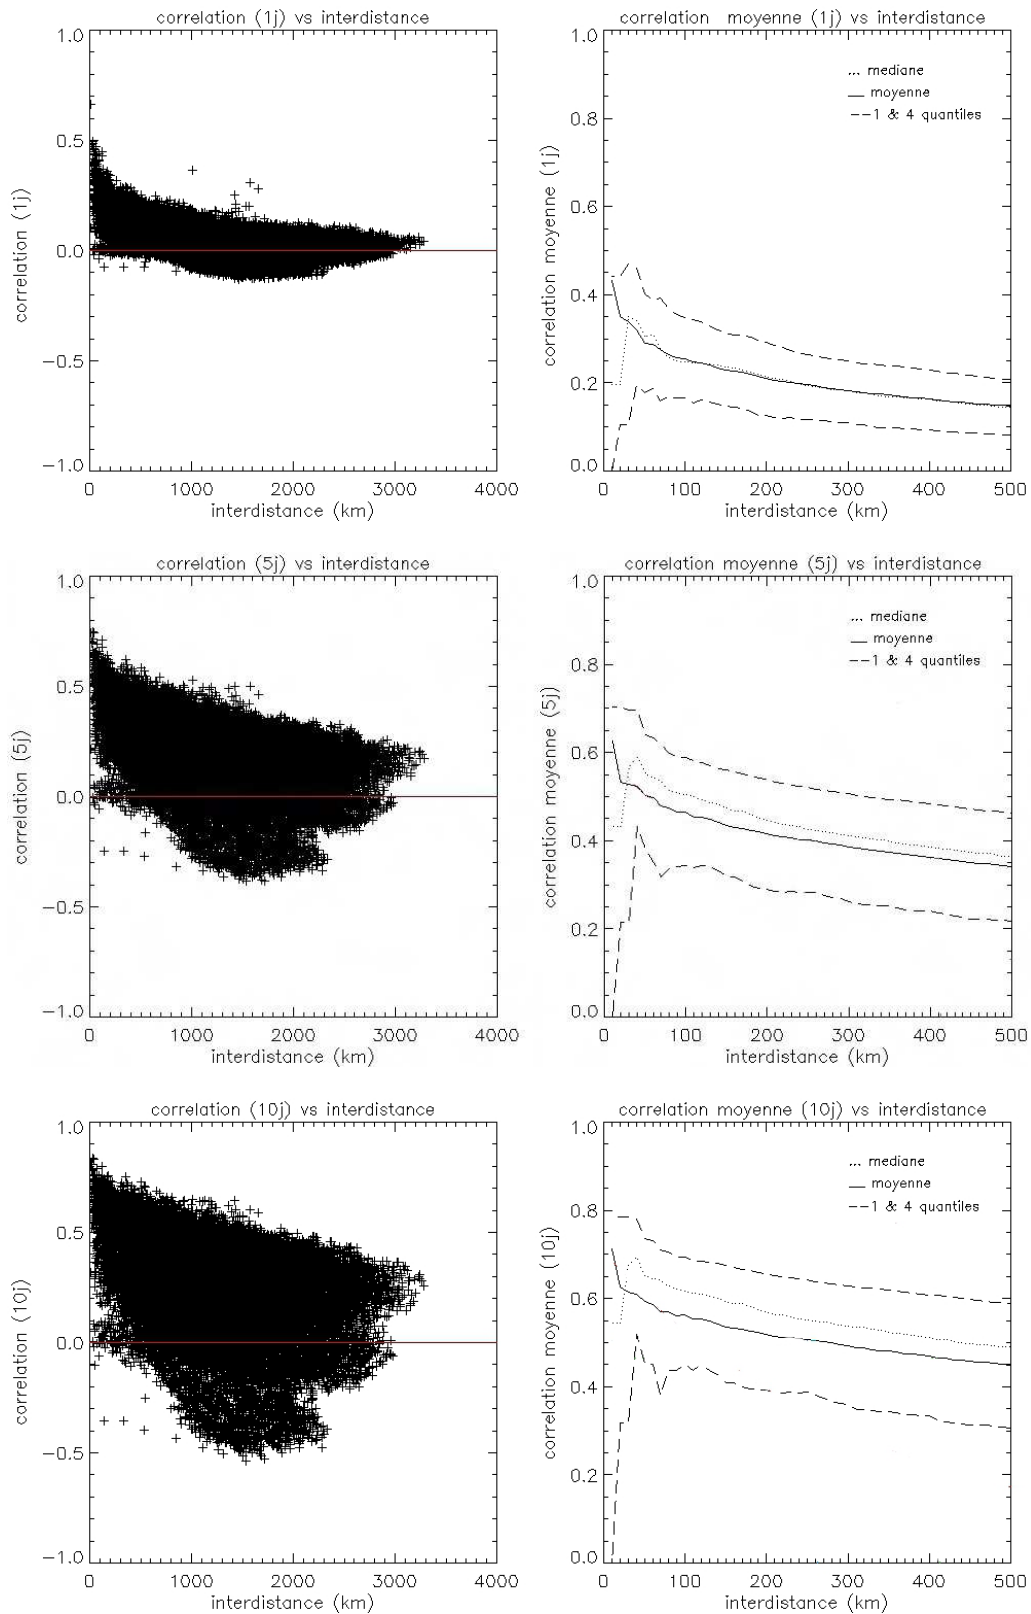 correlation (1j) vs interdistance
1.0
0.5
0.0
−0.5
−1.0
correlation (1j)
0 1000 2000 3000 4000
interdistance (km)
correlation moyenne (1j) vs interdistance
1.0
0.8
0.6
0.4
0.2
0.0
correlation moyenne (1j)
mediane
moyenne
1 & 4 quantiles
0 100 200 300 400 500
interdistance (km)
correlation (5j) vs interdistance
1.0
0.5
0.0
−0.5
−1.0
correlation (5j)
0 1000 2000 3000 4000
interdistance (km)
correlation moyenne (5j) vs interdistance
1.0
0.8
0.6
0.4
0.2
0.0
correlation moyenne (5j)
mediane
moyenne
1 & 4 quantiles
0 100 200 300 400 500
interdistance (km)
correlation (10j) vs interdistance
1.0
0.5
0.0
−0.5
−1.0
correlation (10j)
0 1000 2000 3000 4000
interdistance (km)
correlation moyenne (10j) vs interdistance
1.0
0.8
0.6
0.4
0.2
0.0
correlation moyenne (10j)
mediane
moyenne
1 & 4 quantiles
0 100 200 300 400 500
interdistance (km)